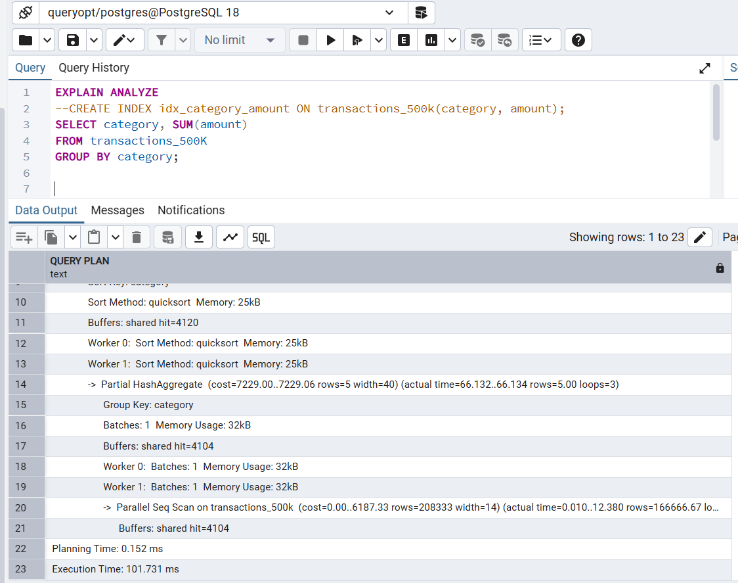 queryopt/postgres@PostgreSQL 18
No limit
E
Query Query History
1 EXPLAIN ANALYZE
2 --CREATE INDEX idx_category_amount ON transactions_500k(category, amount);
3 SELECT category, SUM(amount)
4 FROM transactions_500K
5 GROUP BY category;
6
7
Data Output Messages Notifications
SQL Showing rows: 1 to 23
QUERY PLAN
text
10 Sort Method: quicksort Memory: 25kB
11 Buffers: shared hit=4120
12 Worker 0: Sort Method: quicksort Memory: 25kB
13 Worker 1: Sort Method: quicksort Memory: 25kB
14 -> Partial HashAggregate (cost=7229.00..7229.06 rows=5 width=40) (actual time=66.132..66.134 rows=5.00 loops=3)
15 Group Key: category
16 Batches: 1 Memory Usage: 32kB
17 Buffers: shared hit=4104
18 Worker 0: Batches: 1 Memory Usage: 32kB
19 Worker 1: Batches: 1 Memory Usage: 32kB
20 -> Parallel Seq Scan on transactions_500k (cost=0.00..6187.33 rows=208333 width=14) (actual time=0.010..12.380 rows=166666.67 lo...
21 Buffers: shared hit=4104
22 Planning Time: 0.152 ms
23 Execution Time: 101.731 ms